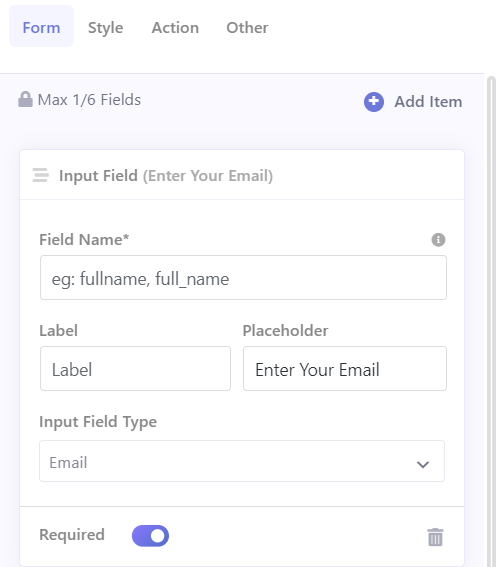 Form Style Action Other
Max 1/6 Fields
Add Item
Input Field (Enter Your Email)
Field Name*
eg: fullname, full_name
Label Placeholder
Label Enter Your Email
Input Field Type
Email
Required